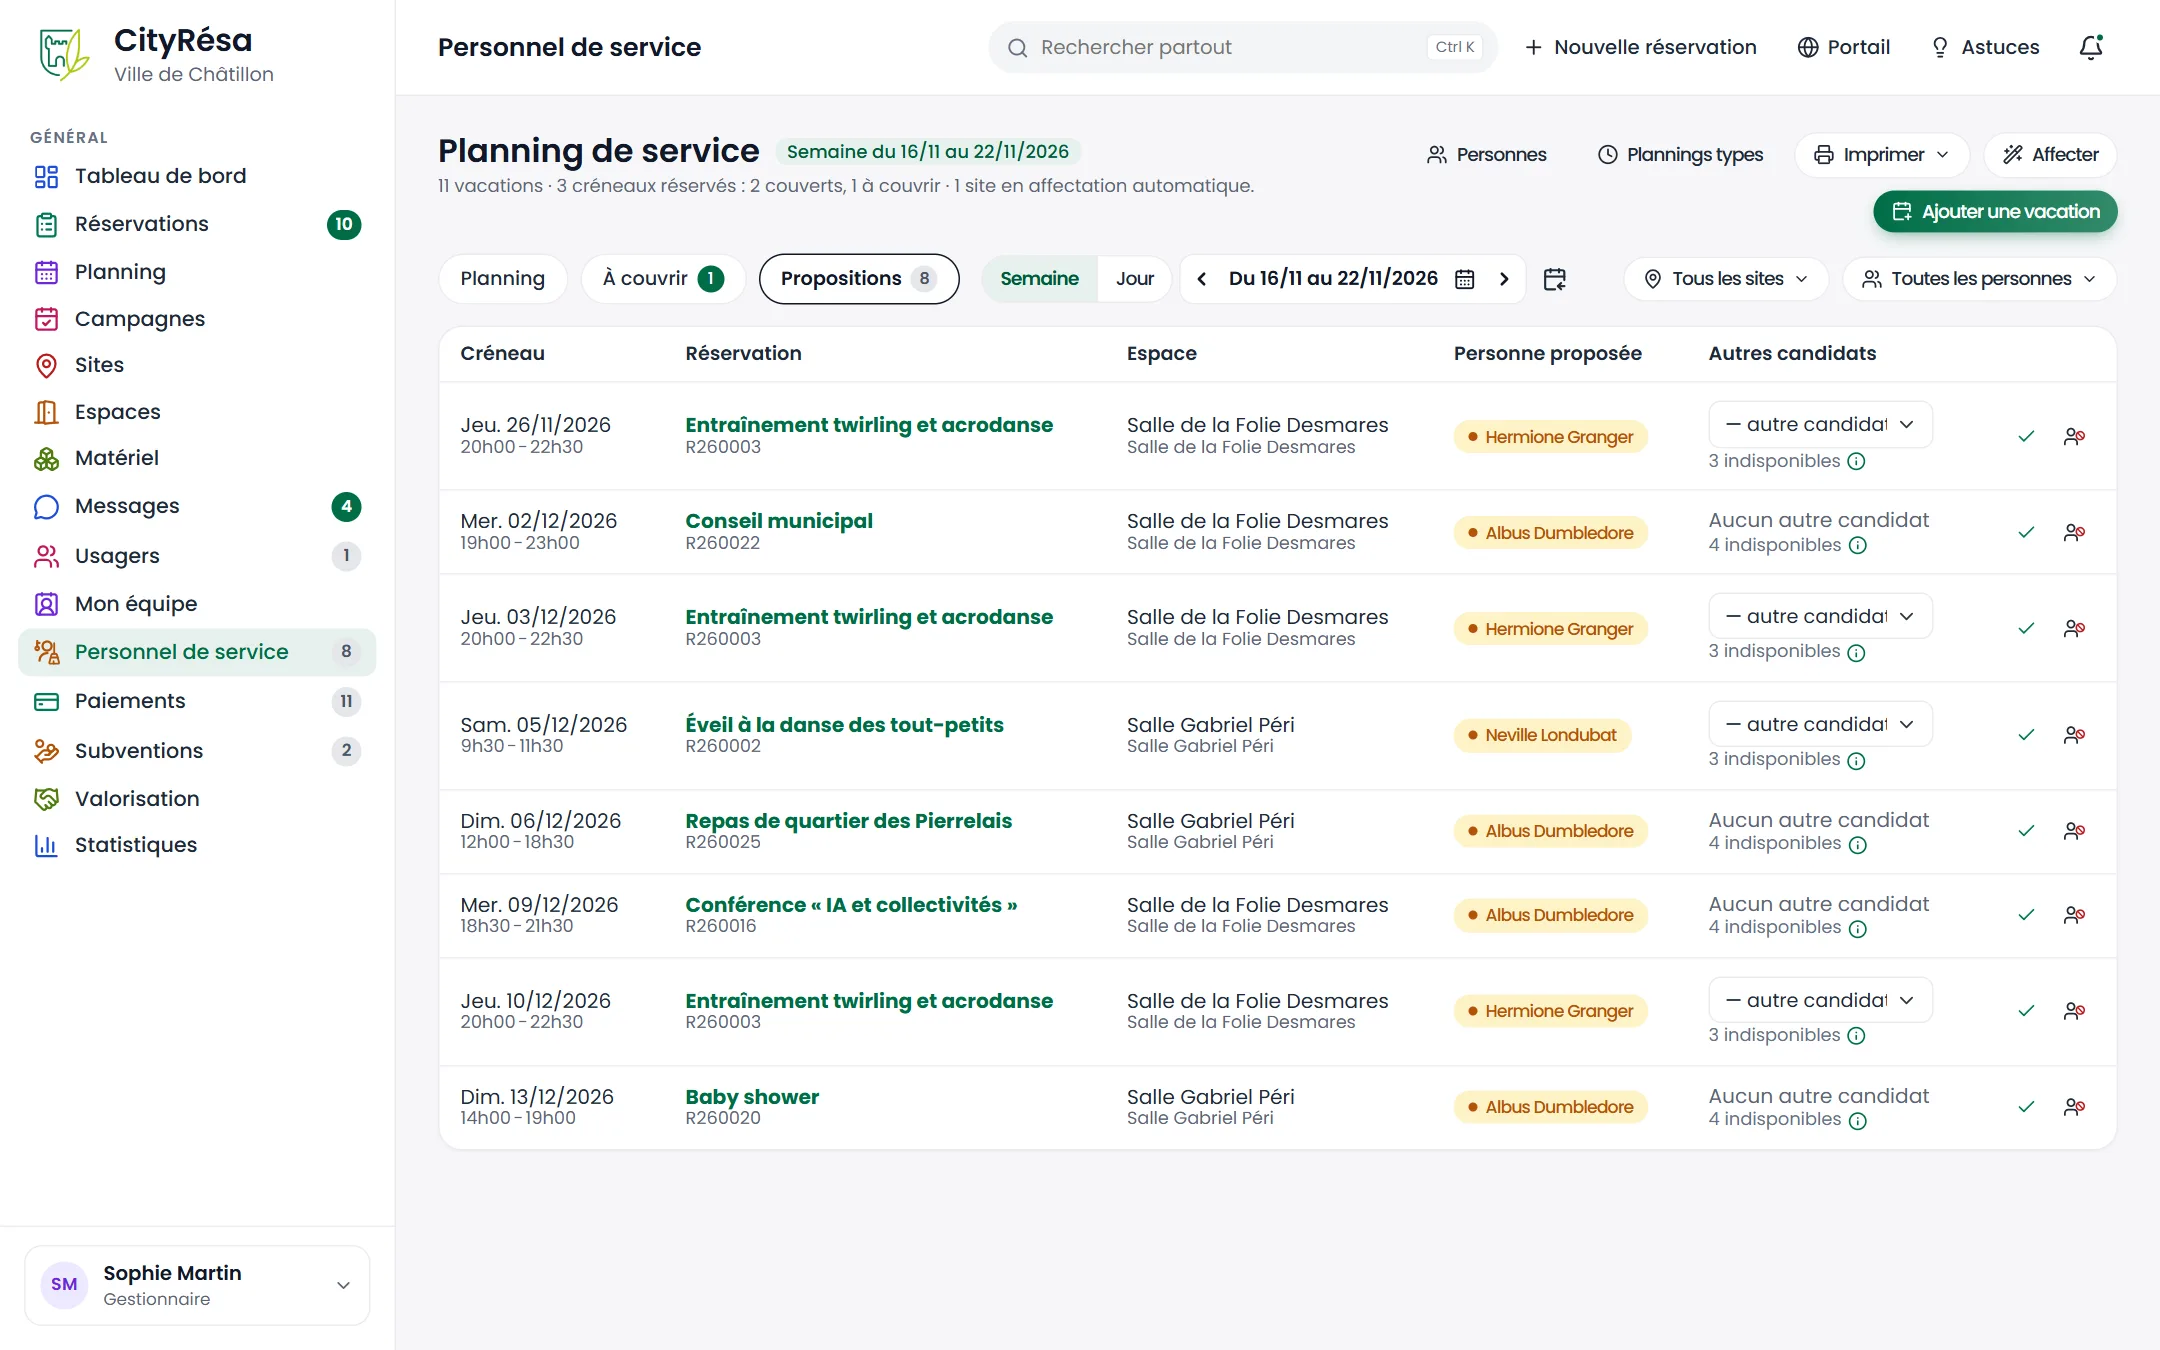 CityRésa
Ville de Châtillon
GÉNÉRAL
Tableau de bord
Réservations 10
Planning
Campagnes
Sites
Espaces
Matériel
Messages 4
Usagers 1
Mon équipe
Personnel de service 8
Paiements 11
Subventions 2
Valorisation
Statistiques
SM
Sophie Martin
Gestionnaire
Personnel de service
Rechercher partout Ctrl K
Nouvelle réservation
Portail
Astuces
Planning de service
Semaine du 16/11 au 22/11/2026
11 vacations · 3 créneaux réservés : 2 couverts, 1 à couvrir · 1 site en affectation automatique.
Personnes
Plannings types
Imprimer
Affecter
Ajouter une vacation
Planning
À couvrir 1
Propositions 8
Semaine
Jour
Du 16/11 au 22/11/2026
Tous les sites
Toutes les personnes
Créneau Réservation Espace Personne proposée Autres candidats
Jeu. 26/11/2026 Entraînement twirling et acrodanse Salle de la Folie Desmares Hermione Granger — autre candidat
20h00-22h30 R260003 Salle de la Folie Desmares 3 indisponibles
Mer. 02/12/2026 Conseil municipal Salle de la Folie Desmares Albus Dumbledore Aucun autre candidat
19h00-23h00 R260022 Salle de la Folie Desmares 4 indisponibles
Jeu. 03/12/2026 Entraînement twirling et acrodanse Salle de la Folie Desmares Hermione Granger — autre candidat
20h00-22h30 R260003 Salle de la Folie Desmares 3 indisponibles
Sam. 05/12/2026 Éveil à la danse des tout-petits Salle Gabriel Péri Neville Londubat — autre candidat
9h30-11h30 R260002 Salle Gabriel Péri 3 indisponibles
Dim. 06/12/2026 Repas de quartier des Pierrelais Salle Gabriel Péri Albus Dumbledore Aucun autre candidat
12h00-18h30 R260025 Salle Gabriel Péri 4 indisponibles
Mer. 09/12/2026 Conférence « IA et collectivités » Salle de la Folie Desmares Albus Dumbledore Aucun autre candidat
18h30-21h30 R260016 Salle de la Folie Desmares 4 indisponibles
Jeu. 10/12/2026 Entraînement twirling et acrodanse Salle de la Folie Desmares Hermione Granger — autre candidat
20h00-22h30 R260003 Salle de la Folie Desmares 3 indisponibles
Dim. 13/12/2026 Baby shower Salle Gabriel Péri Albus Dumbledore Aucun autre candidat
14h00-19h00 R260020 Salle Gabriel Péri 4 indisponibles